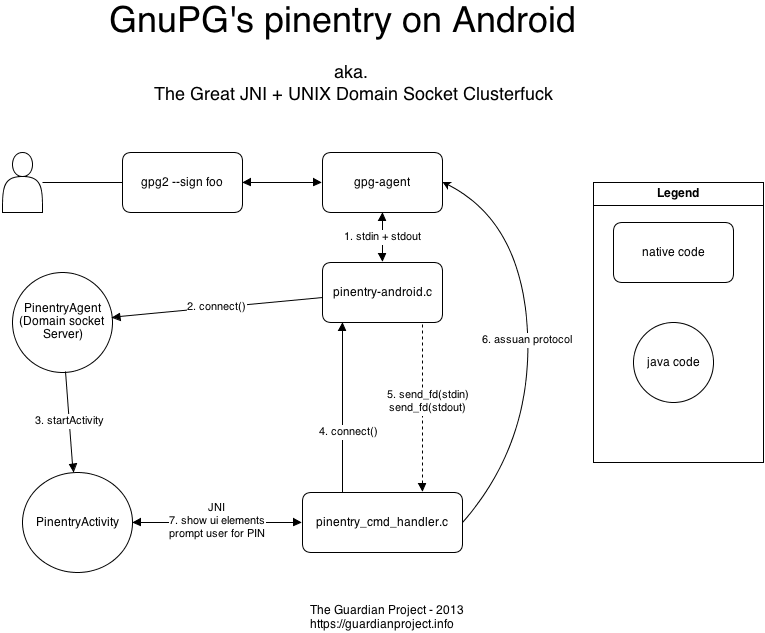 GnuPG's pinentry on Android
aka.
The Great JNI + UNIX Domain Socket Clusterfuck
gpg2 --sign foo
gpg-agent
Legend
native code
java code
1. stdin + stdout
pinentry-android.c
2. connect()
PinentryAgent
(Domain socket
Server)
3. startActivity
4. connect()
5. send_fd(stdin)
send_fd(stdout)
6. assuan protocol
PinentryActivity
JNI
7. show ui elements
prompt user for PIN
pinentry_cmd_handler.c
The Guardian Project - 2013
https://guardianproject.info